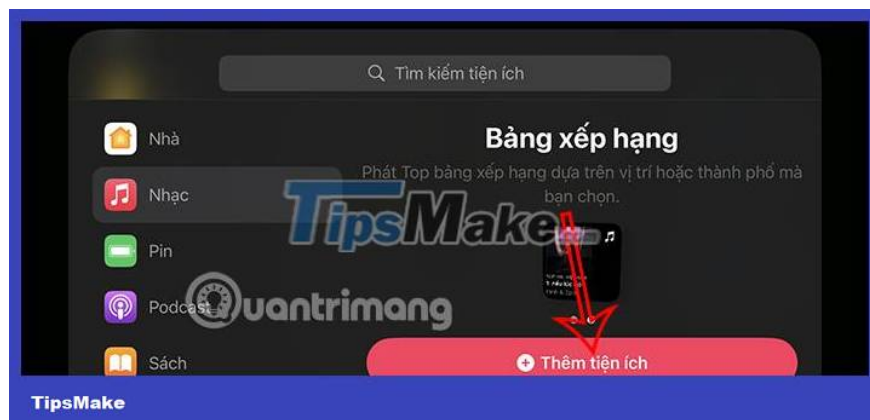 Tìm kiếm tiện ích
Nhà
Nhạc
Pin
Podcast
Sách
Bảng xếp hạng
Phát Top bảng xếp hạng dựa trên vị trí hoặc thành phố mà
bạn chọn.
Thêm tiện ích
TipsMake
Quantrimang
TipsMake